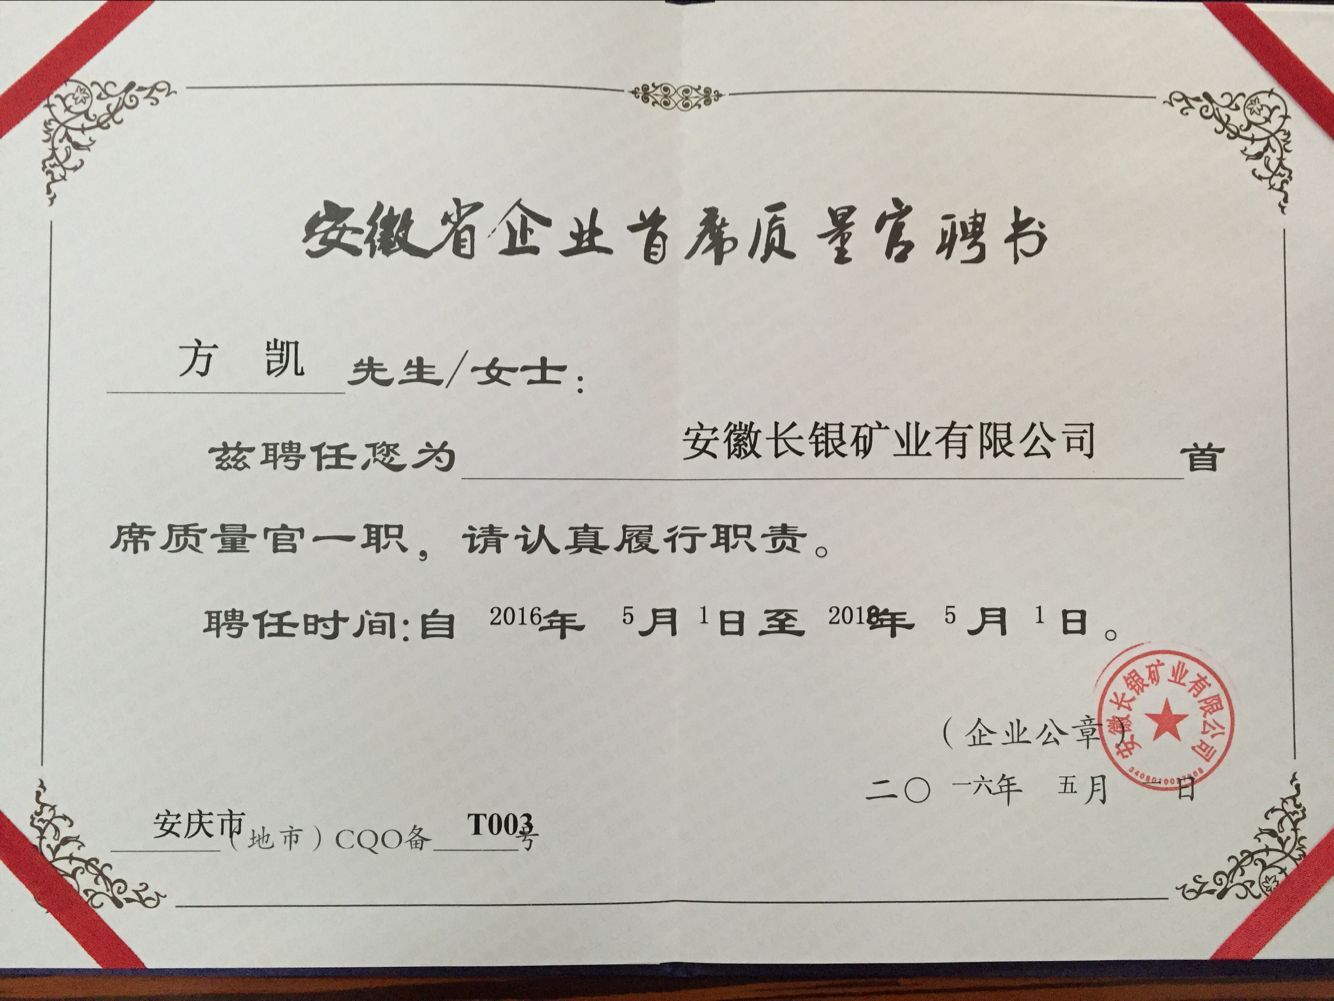 安徽省企业首席质量官聘书
方 凯 先生/女士：
兹聘任您为 安徽长银矿业有限公司 首
席质量官一职，请认真履行职责。
聘任时间：自 2016年 5月 1日至 2018年 5月 1日。
（企业公章）
安徽长银矿业有限公司
二〇一六年 五月 一日
安庆市（地市）CQO备 T003号